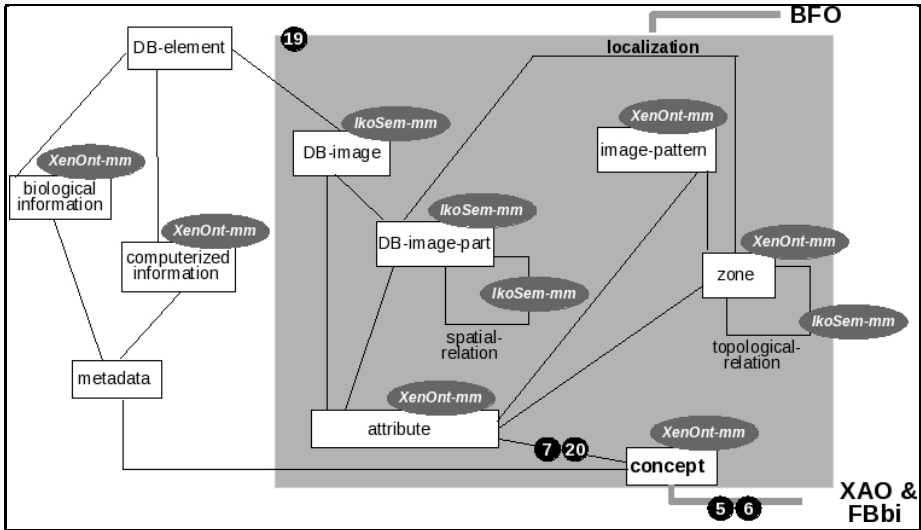 BFO
19
localization
DB-element
IkoSem-mm
DB-image
XenOnt-mm
image-pattern
XenOnt-mm
biological
information
IkoSem-mm
DB-image-part
XenOnt-mm
computerized
information
XenOnt-mm
zone
IkoSem-mm
spatial-
relation
IkoSem-mm
topological-
relation
metadata
XenOnt-mm
attribute
7
20
XenOnt-mm
concept
5
6
XAO &
FBbi